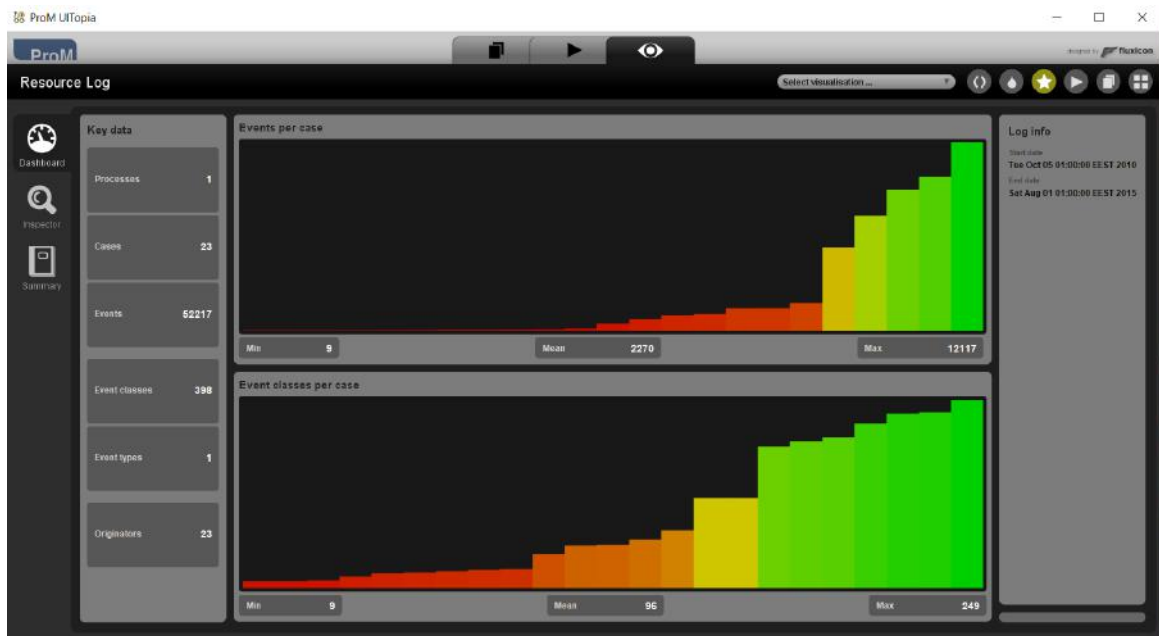 ProM UITopia
ProM
designed by fluxicon
Resource Log
Select visualisation ...
Dashboard
Inspector
Summary
Key data
Processes 1
Cases 23
Events 52217
Event classes 398
Event types 1
Originators 23
Events per case
Min 9
Mean 2270
Max 12117
Event classes per case
Min 9
Mean 96
Max 249
Log info
Start date
Tue Oct 05 01:00:00 EEST 2010
End date
Sat Aug 01 01:00:00 EEST 2015